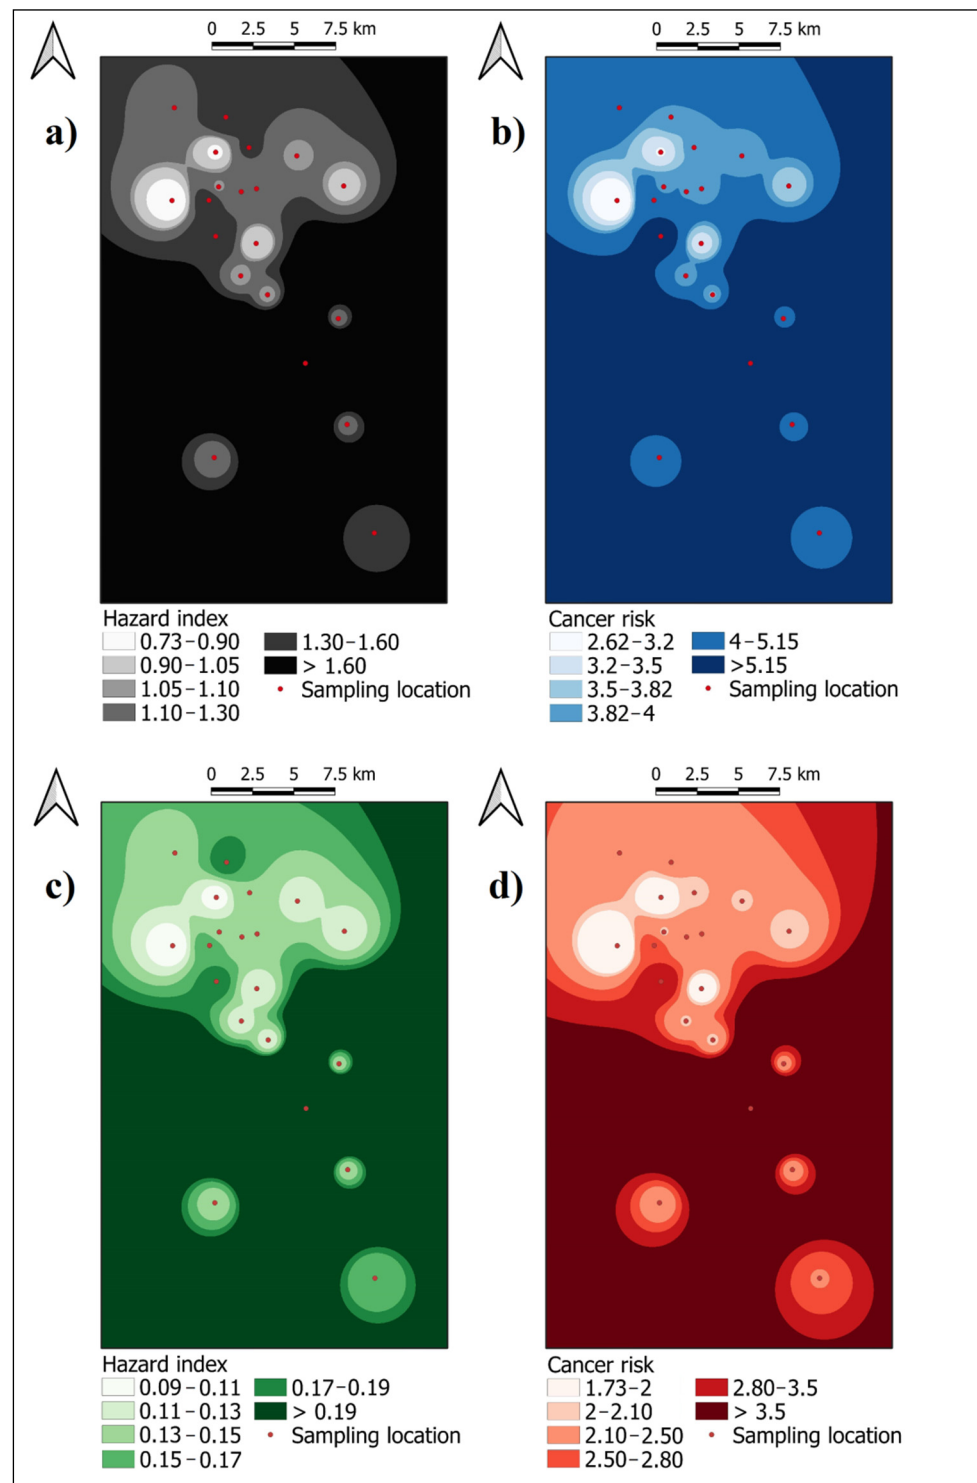 0 2.5 5 7.5 km
0 2.5 5 7.5 km
a)
b)
Hazard index
0.73–0.90
0.90–1.05
1.05–1.10
1.10–1.30
1.30–1.60
> 1.60
Sampling location
Cancer risk
2.62–3.2
3.2–3.5
3.5–3.82
3.82–4
4–5.15
>5.15
Sampling location
0 2.5 5 7.5 km
0 2.5 5 7.5 km
c)
d)
Hazard index
0.09–0.11
0.11–0.13
0.13–0.15
0.15–0.17
0.17–0.19
> 0.19
Sampling location
Cancer risk
1.73–2
2–2.10
2.10–2.50
2.50–2.80
2.80–3.5
> 3.5
Sampling location